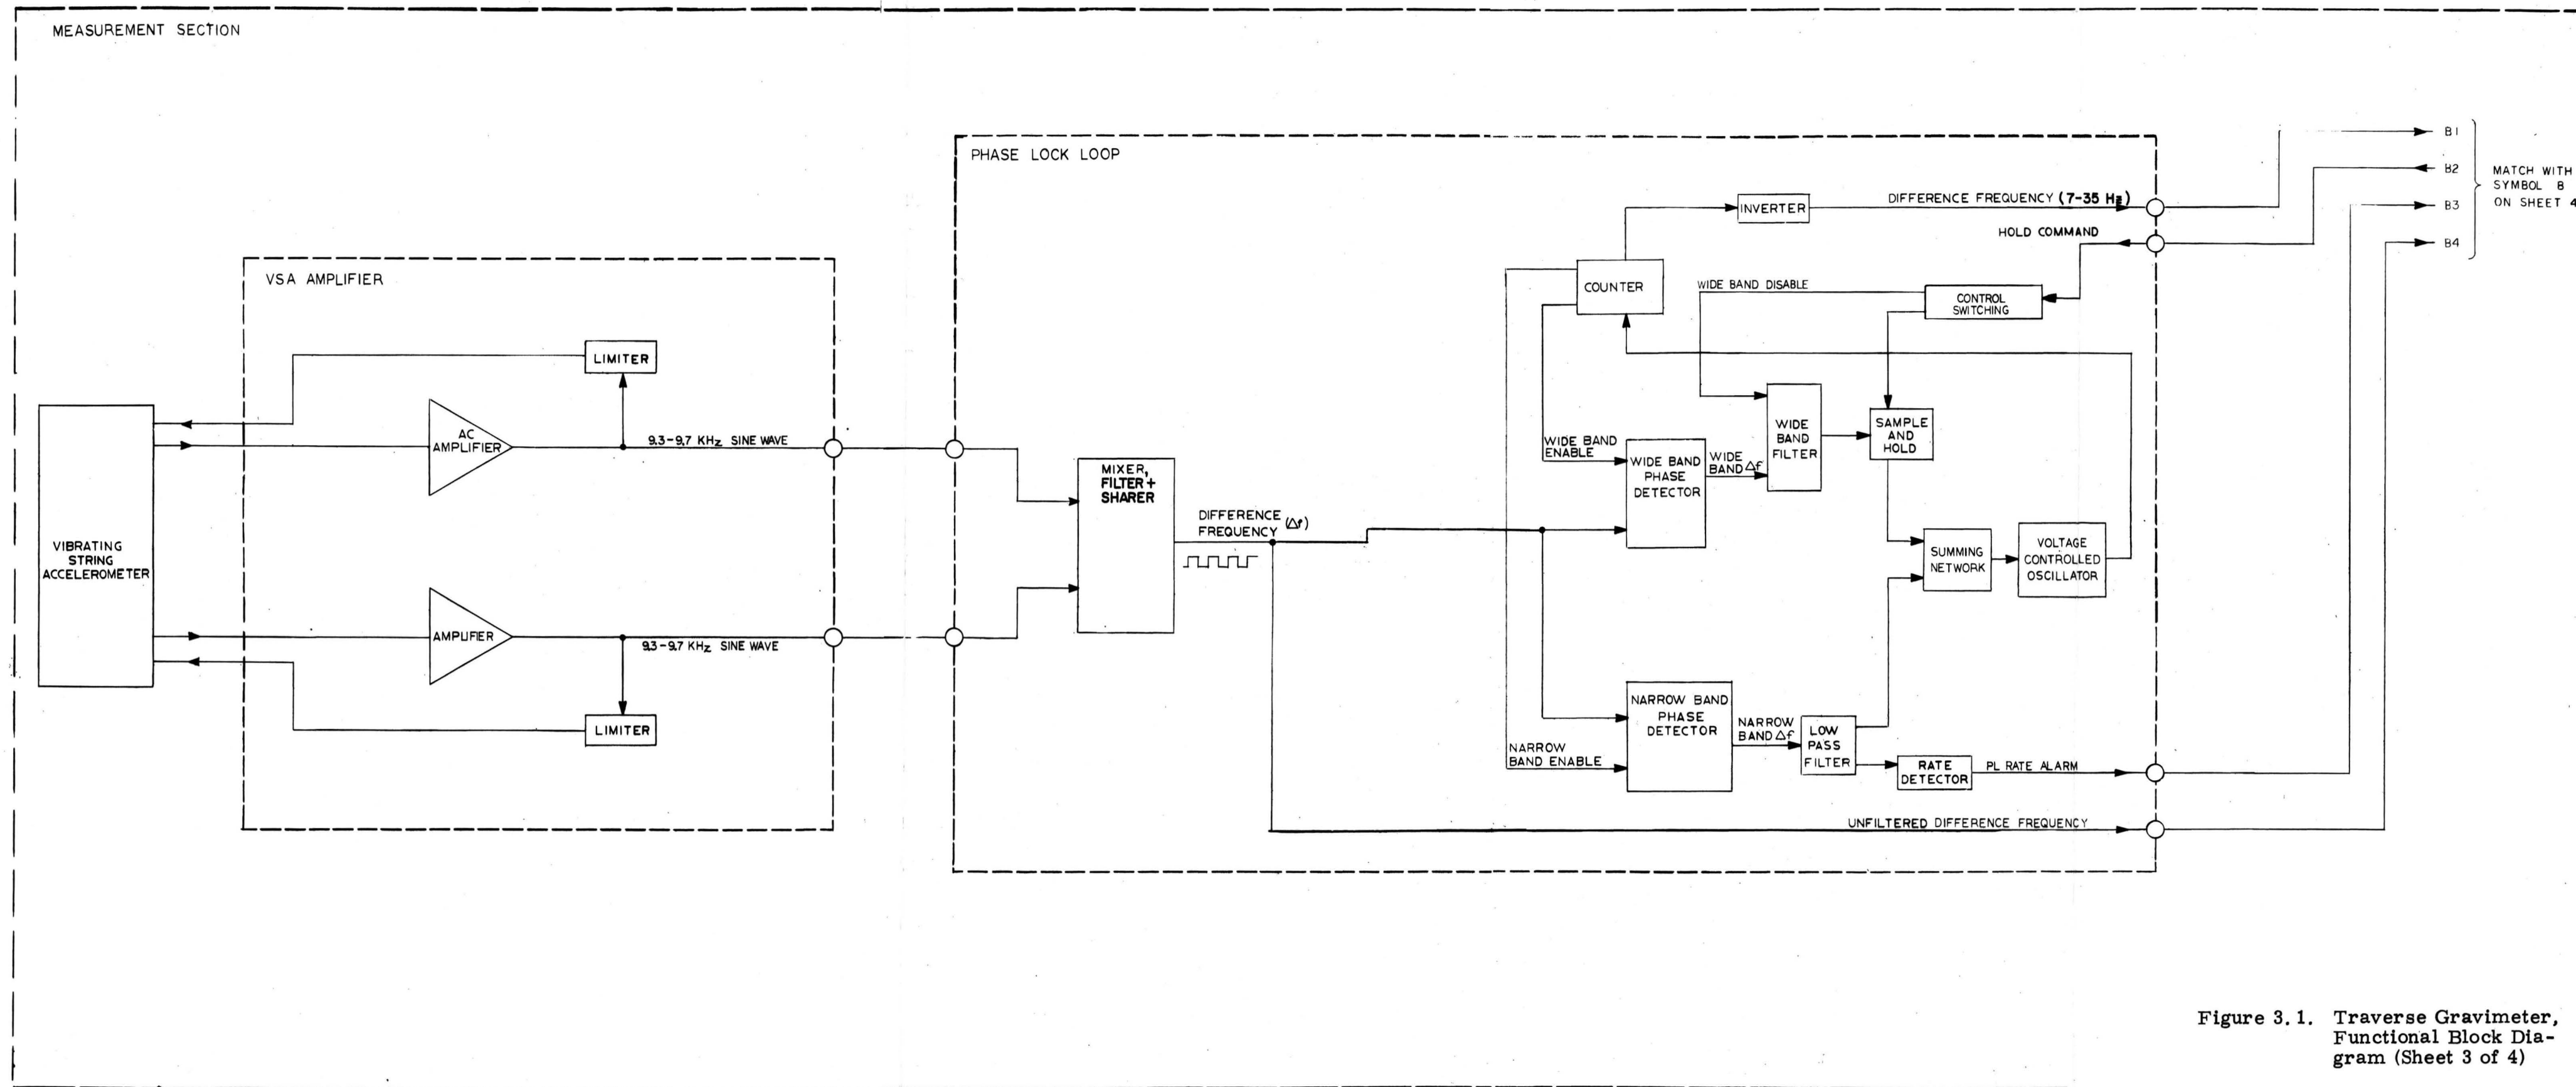 MEASUREMENT SECTION
PHASE LOCK LOOP
VSA AMPLIFIER
LIMITER
AC
AMPLIFIER
9.3-9.7 KHz SINE WAVE
VIBRATING
STRING
ACCELEROMETER
AMPLIFIER
9.3-9.7 KHz SINE WAVE
LIMITER
MIXER,
FILTER +
SHARER
DIFFERENCE
FREQUENCY (Δf)
INVERTER
DIFFERENCE FREQUENCY (7-35 Hz)
HOLD COMMAND
COUNTER
WIDE BAND DISABLE
CONTROL
SWITCHING
WIDE BAND
ENABLE
WIDE BAND
PHASE
DETECTOR
WIDE
BAND Δf
WIDE
BAND
FILTER
SAMPLE
AND
HOLD
SUMMING
NETWORK
VOLTAGE
CONTROLLED
OSCILLATOR
NARROW BAND
PHASE
DETECTOR
NARROW
BAND Δf
NARROW
BAND ENABLE
LOW
PASS
FILTER
RATE
DETECTOR
PL RATE ALARM
UNFILTERED DIFFERENCE FREQUENCY
B1
B2
B3
B4
MATCH WITH
SYMBOL B
ON SHEET 4
Figure 3.1. Traverse Gravimeter,
Functional Block Dia-
gram (Sheet 3 of 4)